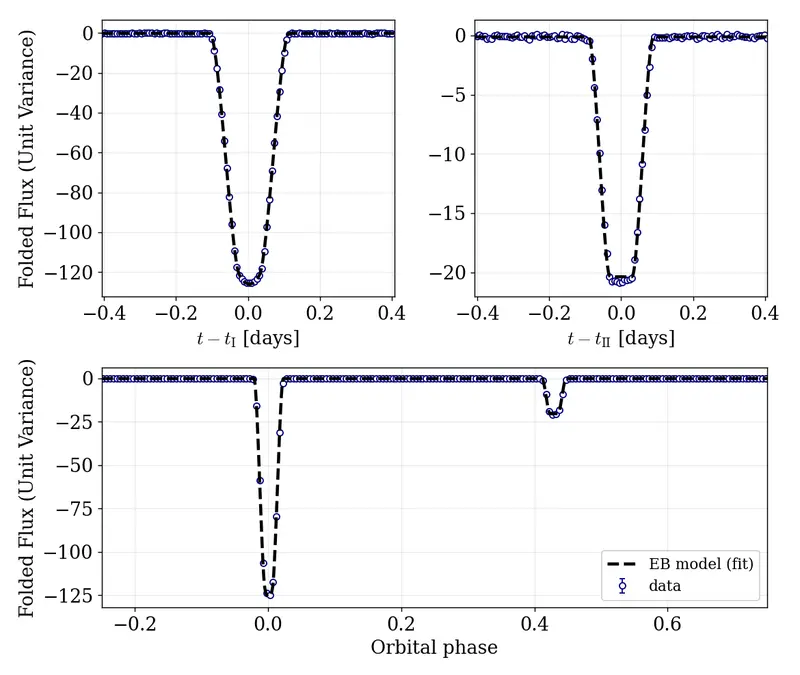 0
−20
−40
−60
−80
−100
−120
Folded Flux (Unit Variance)
−0.4 −0.2 0.0 0.2 0.4
t − tI [days]
0
−5
−10
−15
−20
−0.4 −0.2 0.0 0.2 0.4
t − tII [days]
0
−25
−50
−75
−100
−125
Folded Flux (Unit Variance)
EB model (fit)
data
−0.2 0.0 0.2 0.4 0.6
Orbital phase